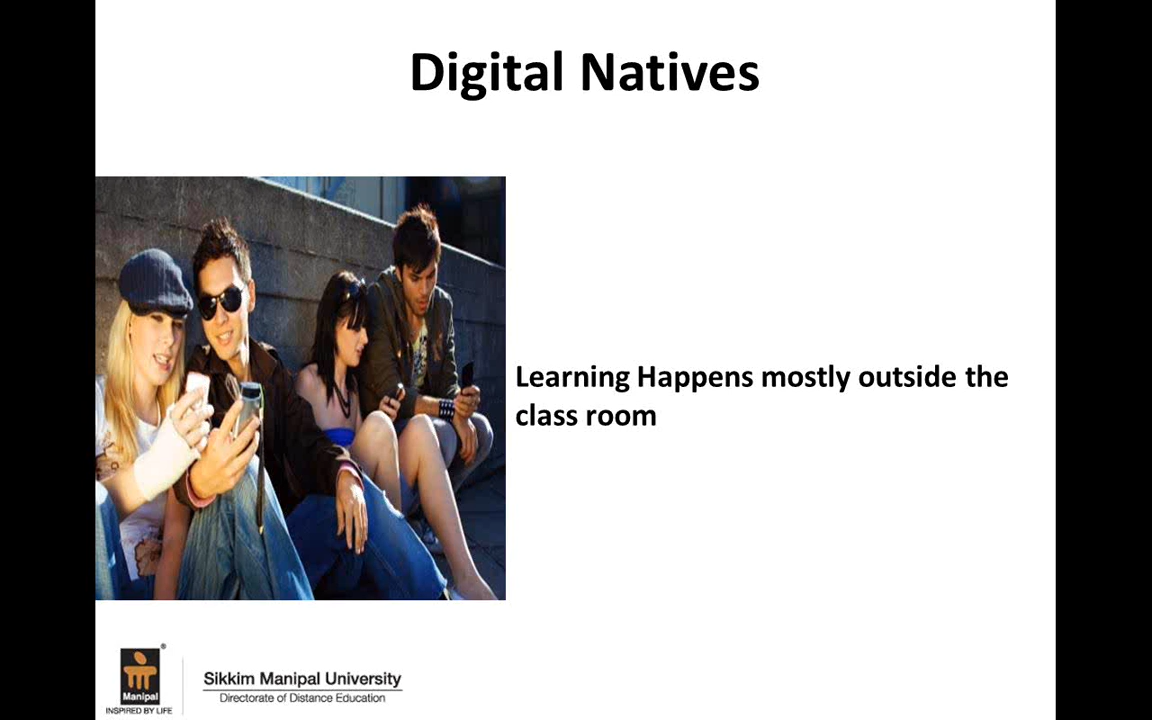 Digital Natives
Learning Happens mostly outside the
class room
®
Manipal
INSPIRED BY LIFE
Sikkim Manipal University
Directorate of Distance Education